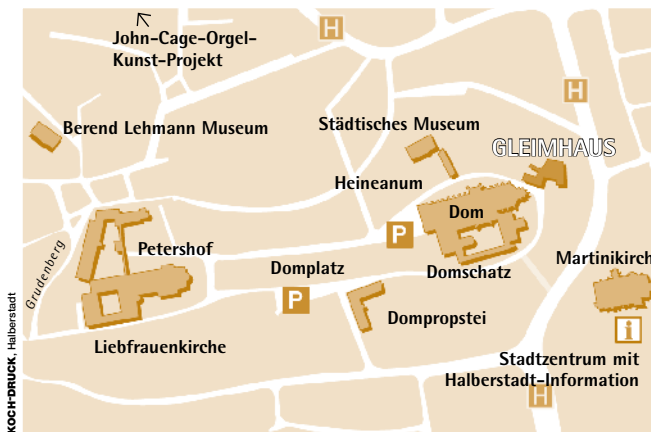 John-Cage-Orgel-
Kunst-Projekt
H
H
Berend Lehmann Museum
Städtisches Museum
GLEIMHAUS
Heineanum
Grudenberg
Petershof
Dom
P
Domplatz
Domschatz
Martinikirch
P
Dompropstei
i
Liebfrauenkirche
Stadtzentrum mit
Halberstadt-Information
H
KOCH-DRUCK, Halberstadt